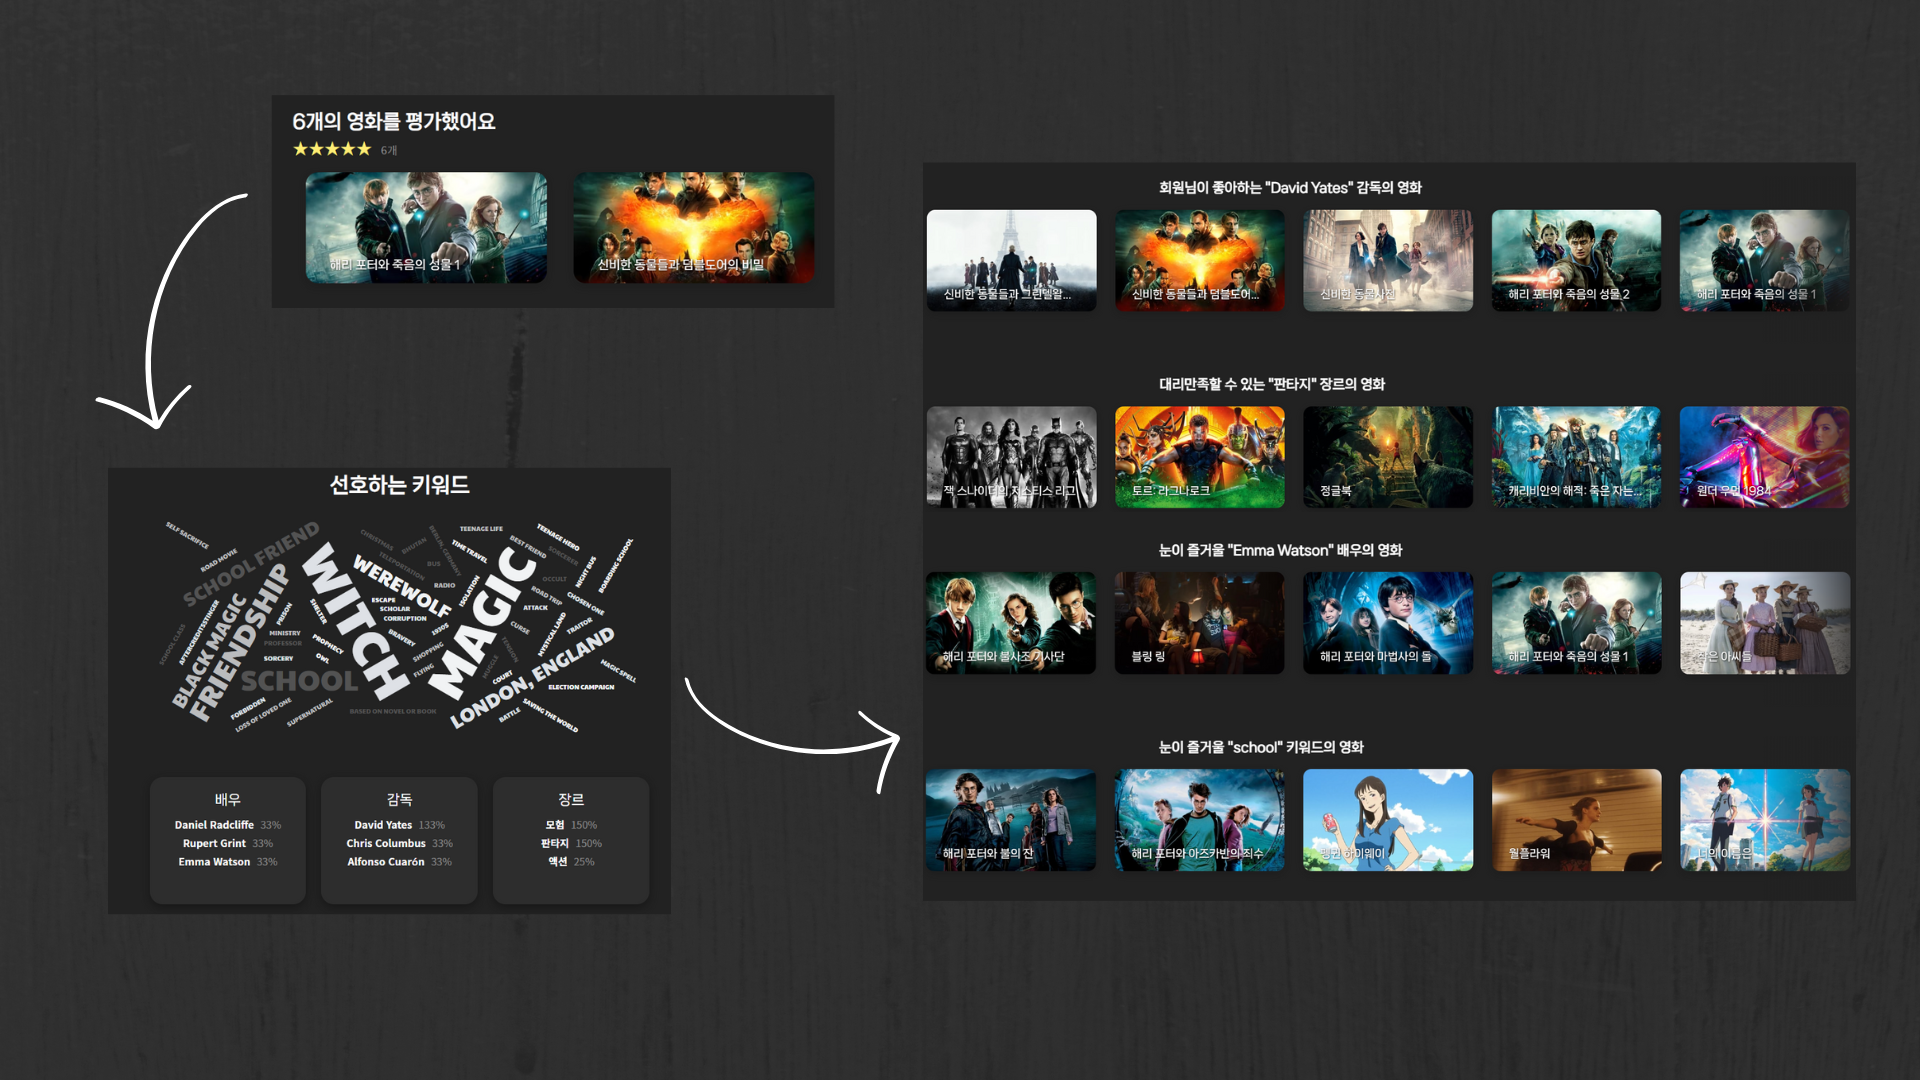 6개의 영화를 평가했어요
★★★★★ 6개
해리 포터와 죽음의 성물 1
신비한 동물들과 덤블도어의 비밀
선호하는 키워드
SELF SACRIFICE
ROAD MOVIE
SCHOOL FRIEND
CHRISTMAS
BHUTEN
BERLIN, GERMANY
TEENAGE LIFE
TIME TRAVEL
BEST FRIEND
TEENAGE HERO
SORCERER
NIGHT BUS
BOARDING SCHOOL
TELEPORTATION
BUS
RADIO
OCCULT
WITCH
WEREWOLF
MAGIC
ISOLATION
ROAD TRIP
CHOSEN ONE
ESCAPE
SCHOLAR
CORRUPTION
ATTACK
BLACK MAGIC
FRIENDSHIP
AFTERCREDITSSTINGER
SCHOOL CLASS
PRISON
SHELTER
MINISTRY
PROFESSOR
PROPHECY
BRAVERY
1930S
CURSE
MYSTICAL LAND
TRAITOR
SORCERY
OWL
SHOPPING
FLYING
MUGGLE
TENSION
LONDON, ENGLAND
MAGIC SPELL
SCHOOL
COURT
ELECTION CAMPAIGN
FORBIDDEN
LOSS OF LOVED ONE
SUPERNATURAL
BASED ON NOVEL OR BOOK
BATTLE
SAVING THE WORLD
배우
Daniel Radcliffe 33%
Rupert Grint 33%
Emma Watson 33%
감독
David Yates 133%
Chris Columbus 33%
Alfonso Cuarón 33%
장르
모험 150%
판타지 150%
액션 25%
회원님이 좋아하는 "David Yates" 감독의 영화
신비한 동물들과 그린델왈...
신비한 동물들과 덤블도어...
신비한 동물사전
해리 포터와 죽음의 성물 2
해리 포터와 죽음의 성물 1
대리만족할 수 있는 "판타지" 장르의 영화
잭 스나이더의 저스티스 리그
토르: 라그나로크
정글북
캐리비안의 해적: 죽은 자는...
원더 우먼 1984
눈이 즐거울 "Emma Watson" 배우의 영화
해리 포터와 불사조 기사단
블링 링
해리 포터와 마법사의 돌
해리 포터와 죽음의 성물 1
작은 아씨들
눈이 즐거울 "school" 키워드의 영화
해리 포터와 불의 잔
해리 포터와 아즈카반의 죄수
펭귄 하이웨이
월플라워
너의 이름은